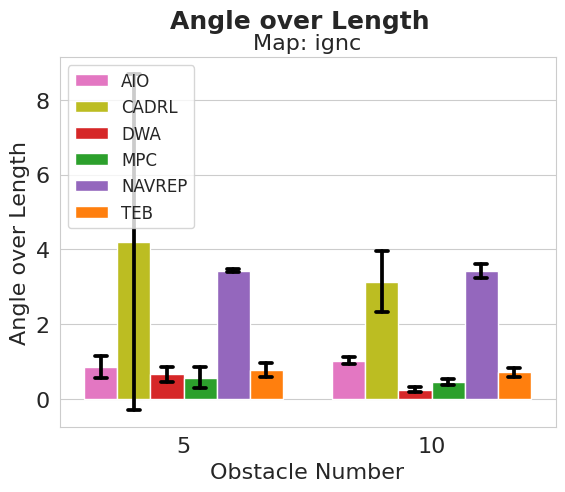 Angle over Length
Map: ignc
AIO
CADRL
DWA
MPC
NAVREP
TEB
Angle over Length
8
6
4
2
0
5
10
Obstacle Number